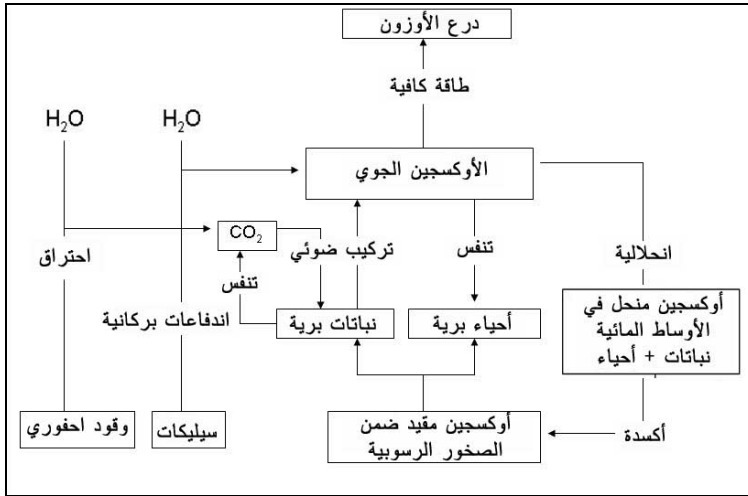 درع الأوزون
طاقة كافية
H₂O
H₂O
الأوكسجين الجوي
CO₂
احتراق
تنفس
تركيب ضوئي
تنفس
انحلالية
اندفاعات بركانية
نباتات برية
أحياء برية
أوكسجين منحل في
الأوساط المائية
نباتات + أحياء
وقود احفوري
سيليكات
أوكسجين مقيد ضمن
الصخور الرسوبية
أكسدة